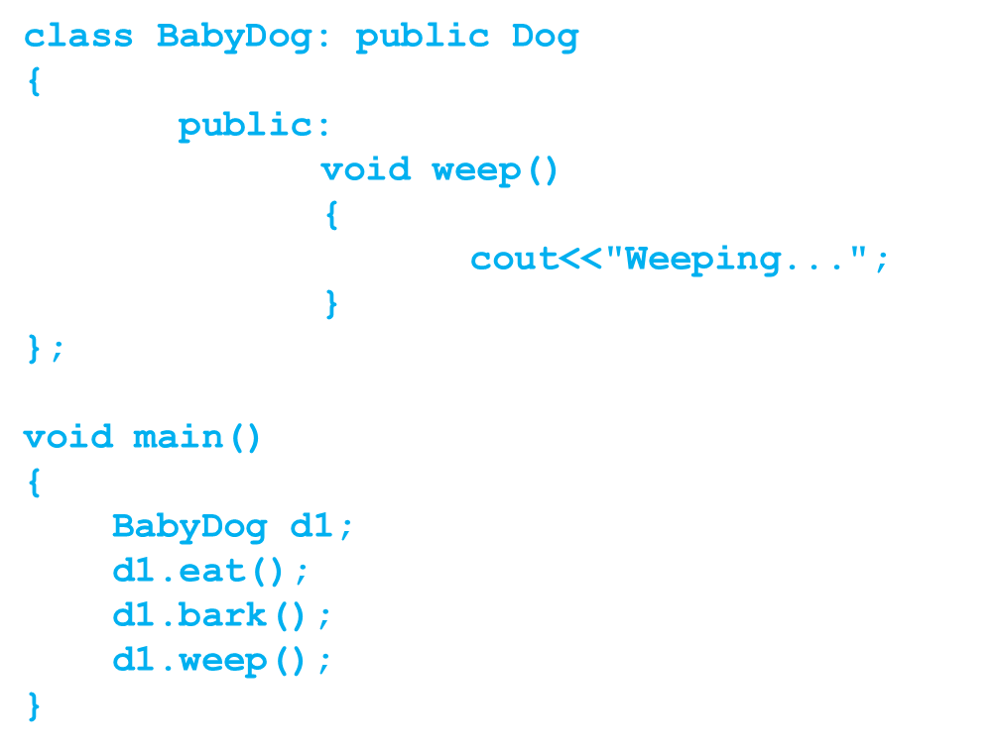 class BabyDog: public Dog
{
public:
void weep()
{
cout<<"Weeping...";
}
};
void main()
{
BabyDog d1;
d1.eat();
d1.bark();
d1.weep();
}